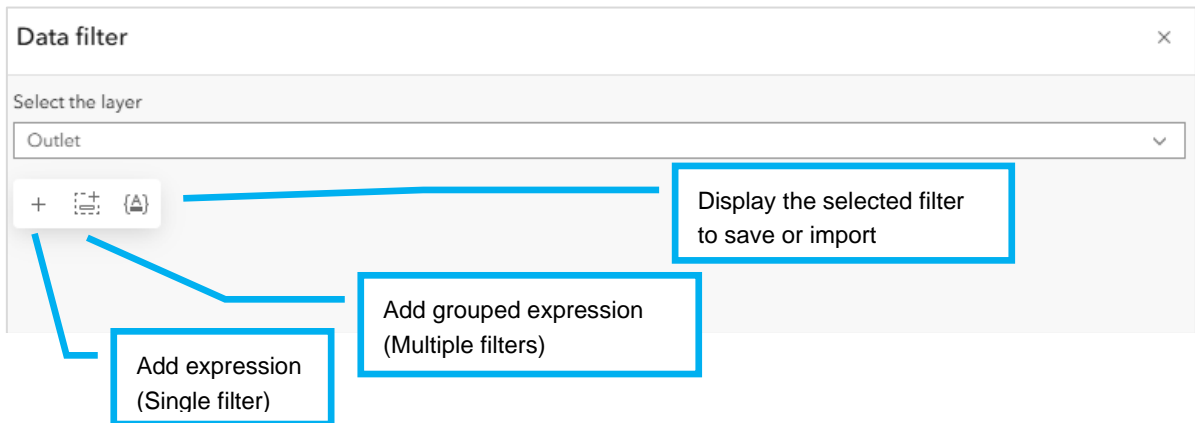 Data filter
Select the layer
Outlet
{A}
Display the selected filter
to save or import
Add grouped expression
(Multiple filters)
Add expression
(Single filter)